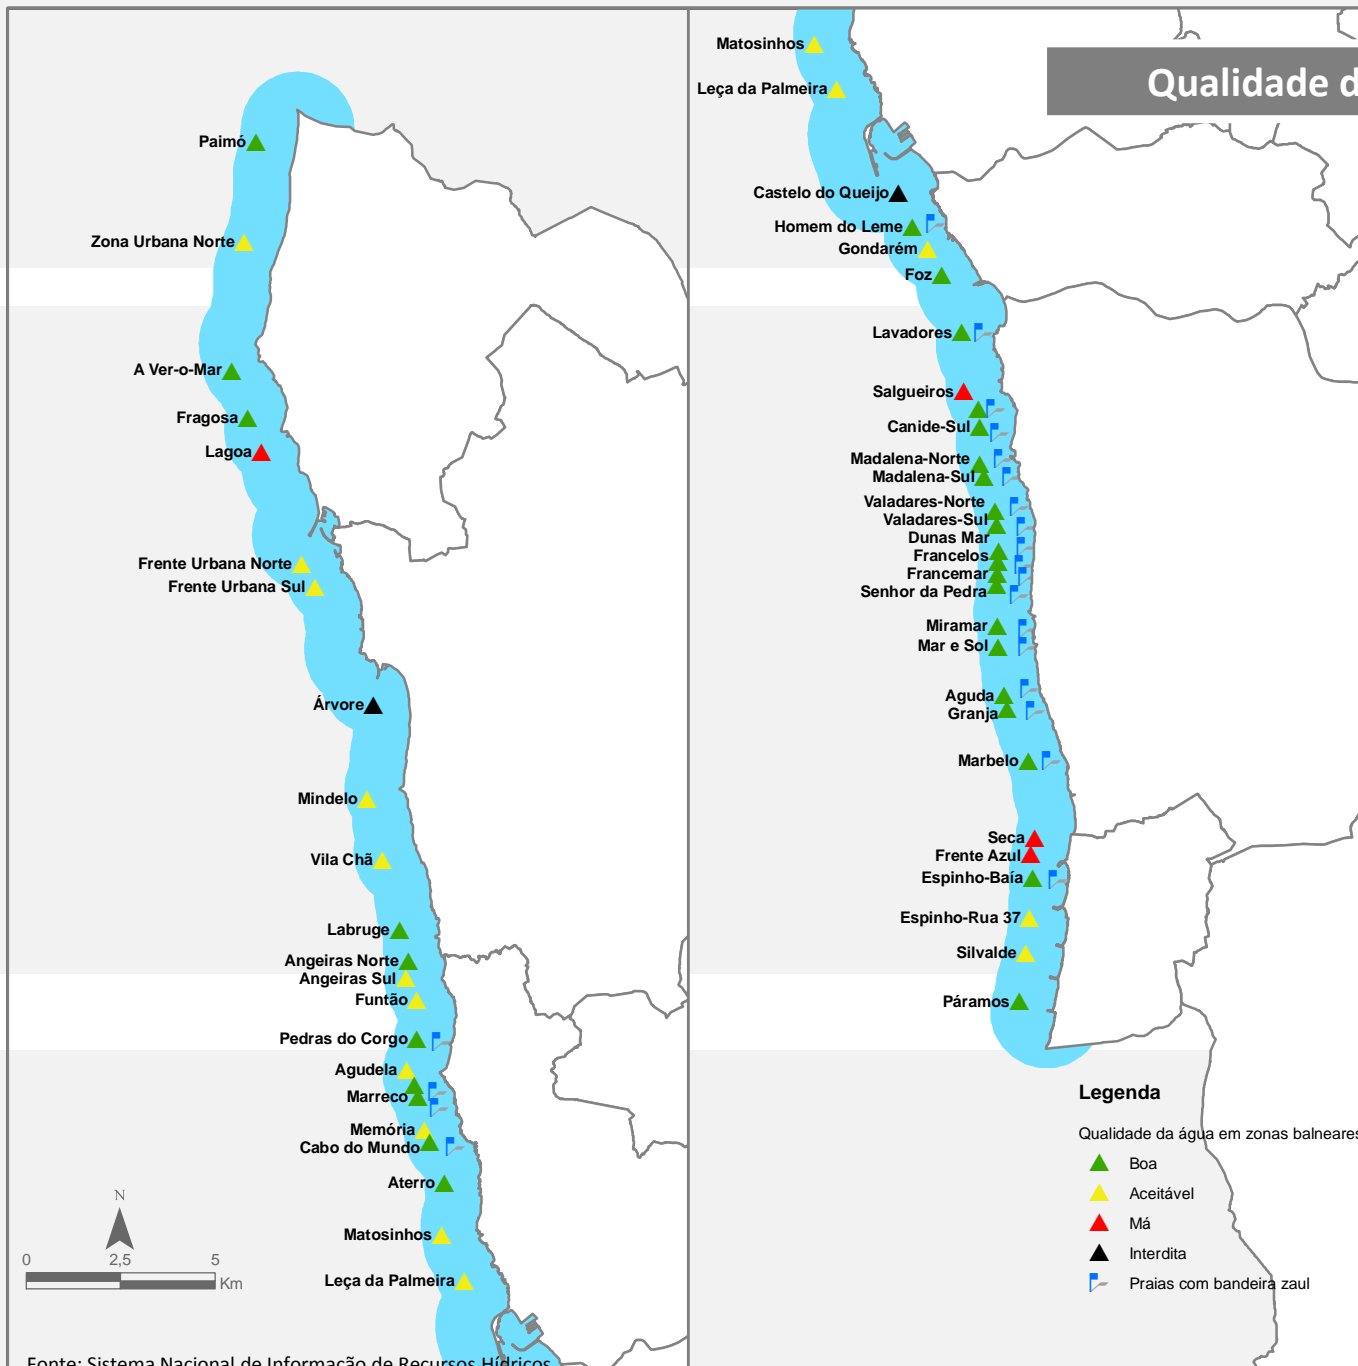 Paimó
Zona Urbana Norte
A Ver-o-Mar
Fragosa
Lagoa
Frente Urbana Norte
Frente Urbana Sul
Árvore
Mindelo
Vila Chã
Labruge
Angeiras Norte
Angeiras Sul
Funtão
Pedras do Corgo
Agudela
Marreco
Memória
Cabo do Mundo
Aterro
Matosinhos
Leça da Palmeira
N
0 2,5 5
Km
Fonte: Sistema Nacional de Informação de Recursos Hídricos
Qualidade d
Matosinhos
Leça da Palmeira
Castelo do Queijo
Homem do Leme
Gondarém
Foz
Lavadores
Salgueiros
Canide-Sul
Madalena-Norte
Madalena-Sul
Valadares-Norte
Valadares-Sul
Dunas Mar
Francelos
Francemar
Senhor da Pedra
Miramar
Mar e Sol
Aguda
Granja
Marbelo
Seca
Frente Azul
Espinho-Baía
Espinho-Rua 37
Silvalde
Páramos
Legenda
Qualidade da água em zonas balneares
Boa
Aceitável
Má
Interdita
Praias com bandeira zaul